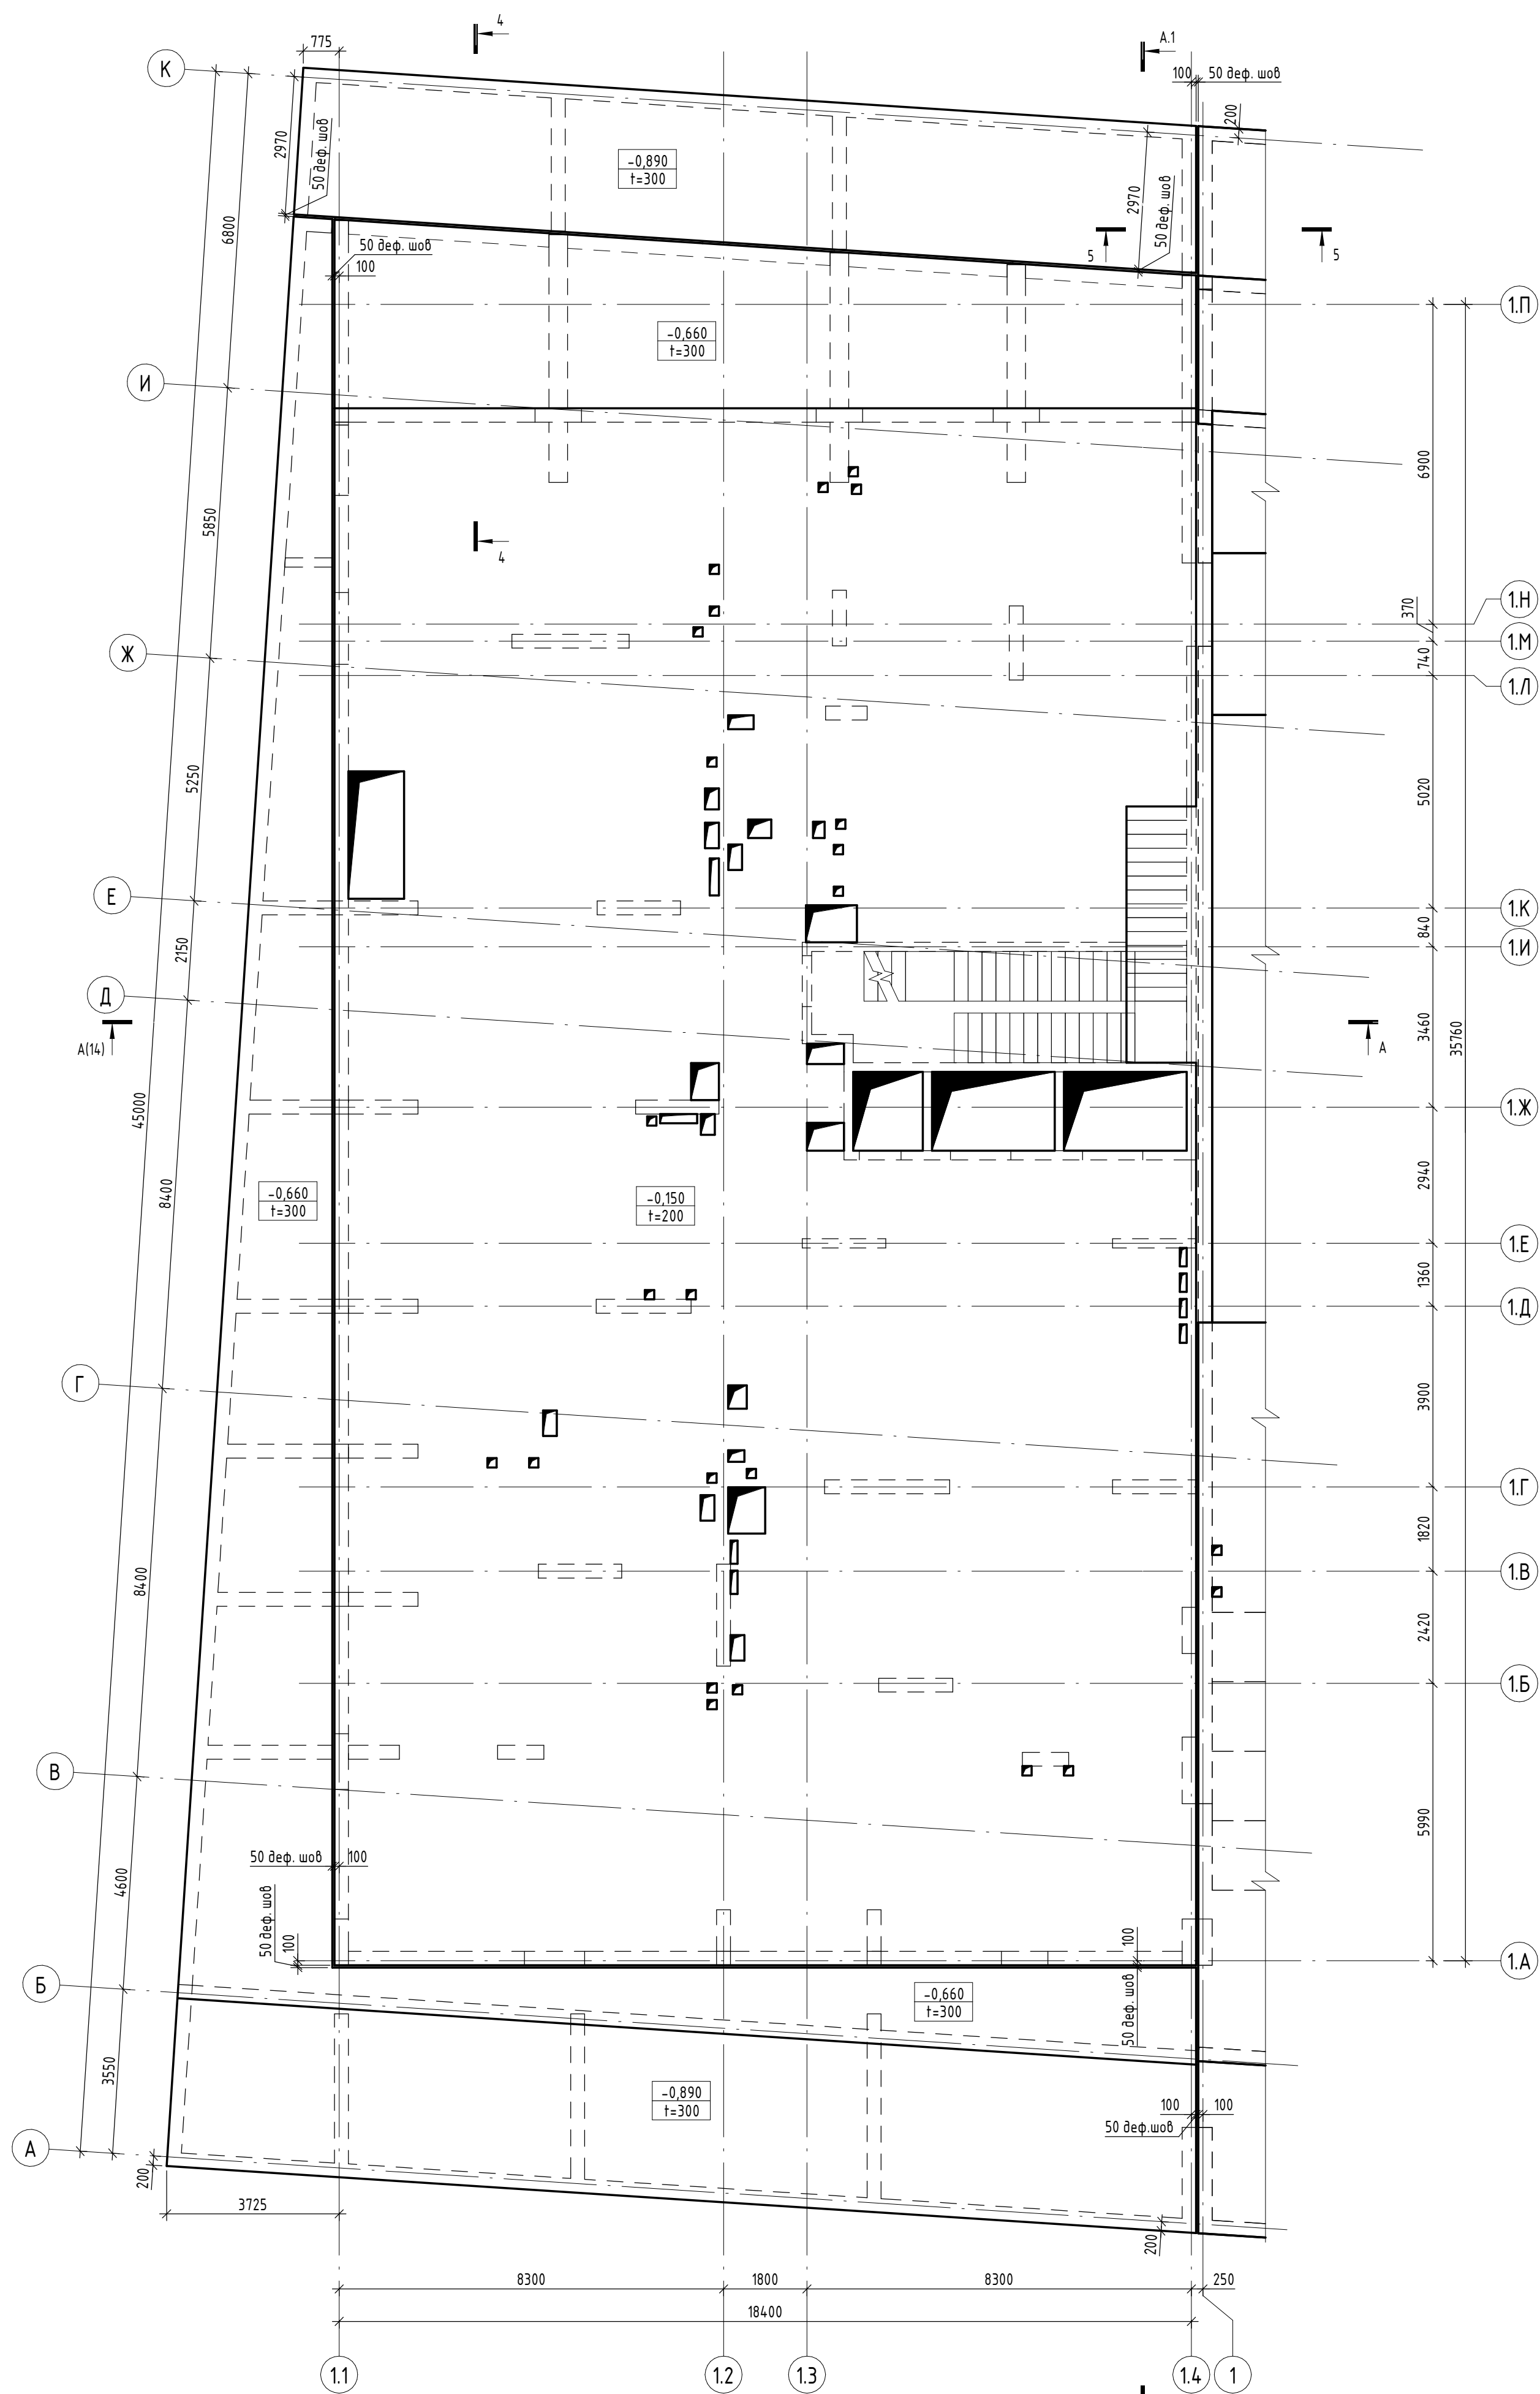 4
A.1
775
100
50 деф. шов
К
200
2970
50 деф. шов
-0,890
t=300
2970
50 деф. шов
6800
5
5
50 деф. шов
100
1.П
-0,660
t=300
И
6900
5850
4
370
1.Н
1.М
Ж
740
1.Л
5250
5020
Е
1.К
840
1.И
2150
Д
3460
35760
А(14)
А
45000
1.Ж
8400
2940
-0,660
t=300
-0,150
t=200
1.Е
1360
1.Д
Г
3900
1.Г
1820
8400
1.В
2420
1.Б
В
5990
50 деф. шов
100
4600
50 деф. шов
100
100
1.А
Б
-0,660
t=300
50 деф. шов
3550
-0,890
t=300
100
100
50 деф.шов
А
200
3725
200
8300
1800
8300
250
18400
1.1
1.2
1.3
1.4
1